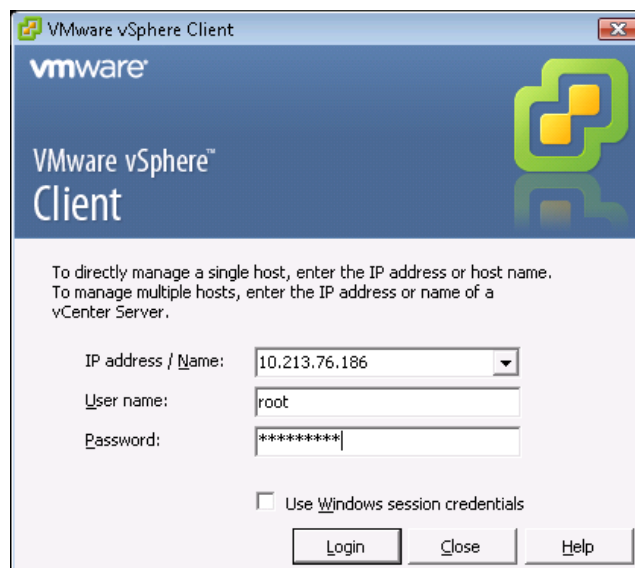 VMware vSphere Client
vmware®
VMware vSphere™
Client
To directly manage a single host, enter the IP address or host name.
To manage multiple hosts, enter the IP address or name of a
vCenter Server.
IP address / Name:
10.213.76.186
User name:
root
Password:
*********
Use Windows session credentials
Login
Close
Help